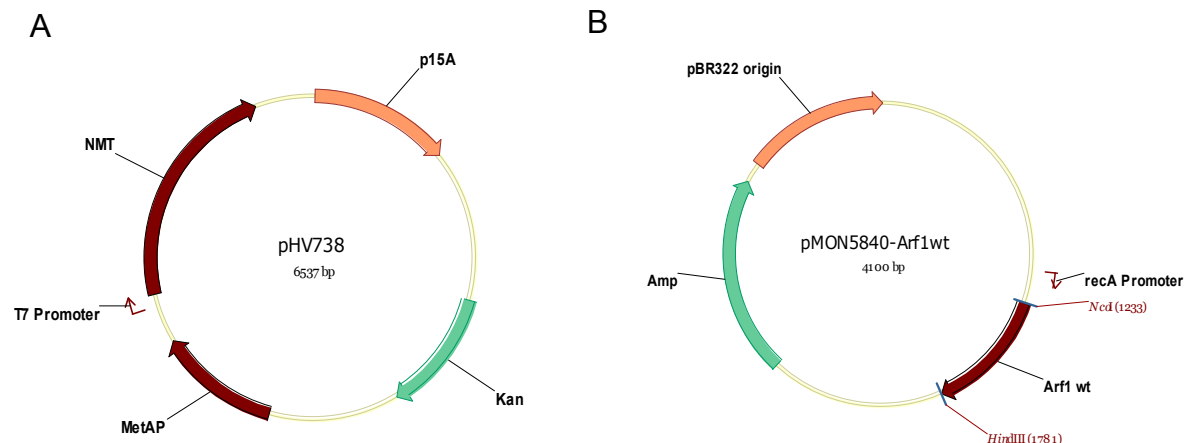 A
B
p15A
pBR322 origin
NMT
pHV738
6537 bp
pMON5840-Arf1wt
4100 bp
Amp
recA Promoter
T7 Promoter
NcoI (1233)
Arf1 wt
Kan
MetAP
HindIII (1781)